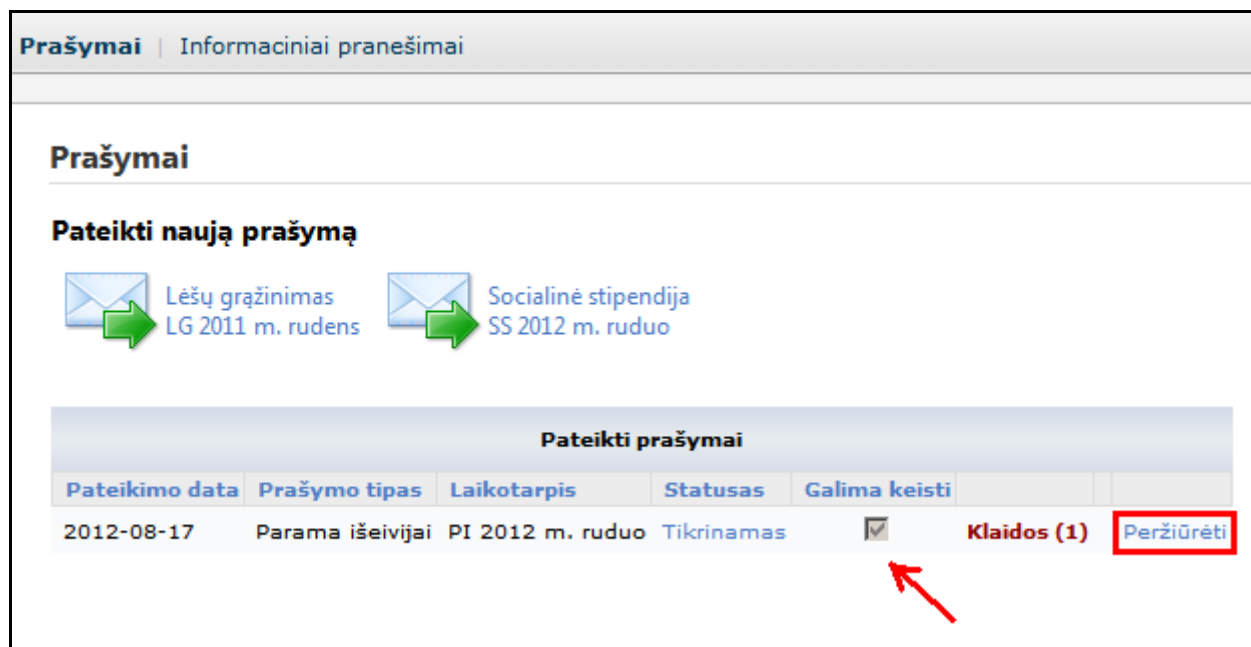 Prašymai | Informaciniai pranešimai
Prašymai
Pateikti naują prašymą
Lėšų grąžinimas
LG 2011 m. rudens
Socialinė stipendija
SS 2012 m. ruduo
Pateikti prašymai
Pateikimo data Prašymo tipas Laikotarpis Statusas Galima keisti
2012-08-17 Parama išeivijai PI 2012 m. ruduo Tikrinamas Klaidos (1) Peržiūrėti